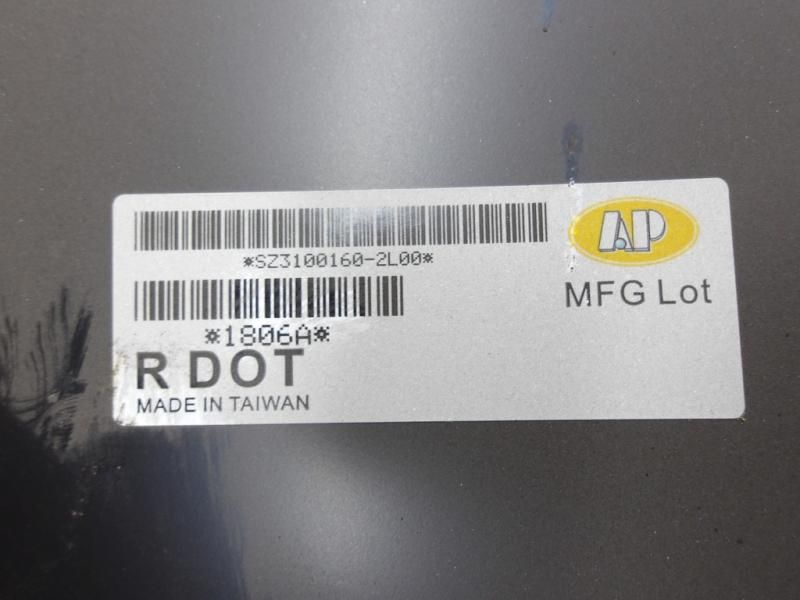 AP
*SZ3100160-2L00*
MFG Lot
*1806A*
R DOT
MADE IN TAIWAN